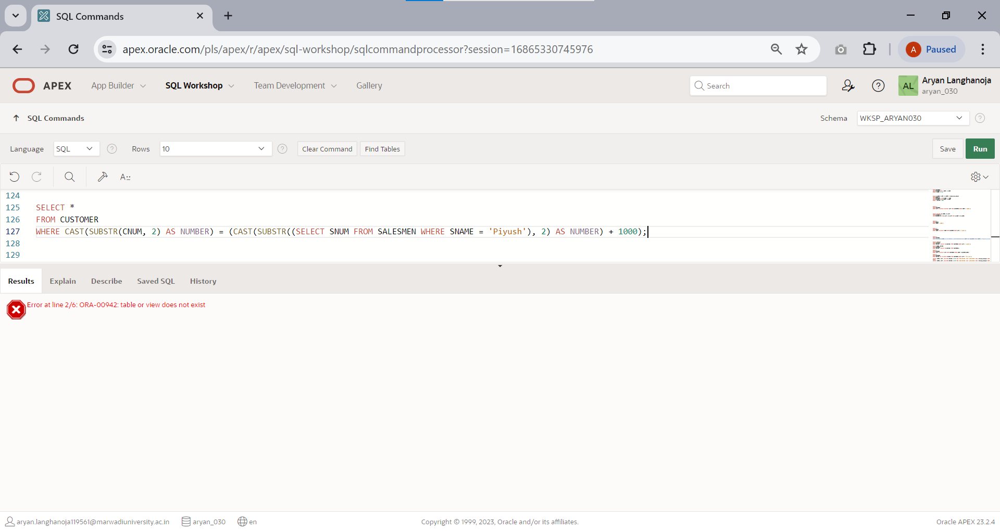 SQL Commands
apex.oracle.com/pls/apex/r/apex/sql-workshop/sqlcommandprocessor?session=16865330745976
A Paused
APEX App Builder SQL Workshop Team Development Gallery Search AL Aryan Langhanoja
aryan_030
SQL Commands Schema WKSP_ARYAN030
Language SQL Rows 10 Clear Command Find Tables Save Run
124
125 SELECT *
126 FROM CUSTOMER
127 WHERE CAST(SUBSTR(CNUM, 2) AS NUMBER) = (CAST(SUBSTR((SELECT SNUM FROM SALESMEN WHERE SNAME = 'Piyush'), 2) AS NUMBER) + 1000);
128
129
Results Explain Describe Saved SQL History
Error at line 2/6: ORA-00942: table or view does not exist
aryan.langhanoja119561@marwadiuniversity.ac.in aryan_030 en Copyright © 1999, 2023, Oracle and/or its affiliates. Oracle APEX 23.2.4